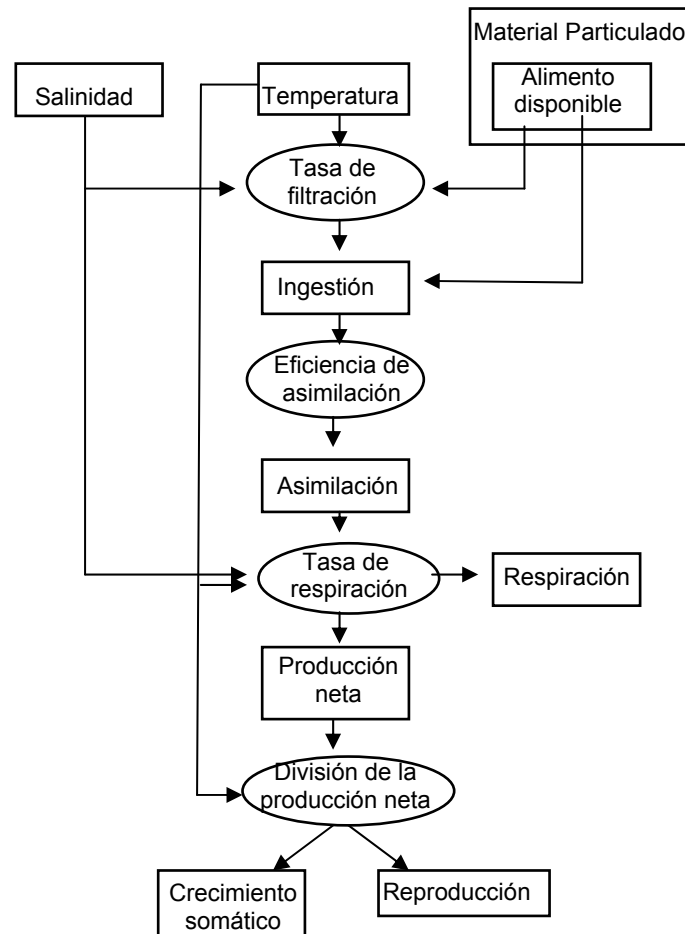 Material Particulado
Salinidad
Temperatura
Alimento
disponible
Tasa de
filtración
Ingestión
Eficiencia de
asimilación
Asimilación
Tasa de
respiración
Respiración
Producción
neta
División de la
producción neta
Crecimiento
somático
Reproducción